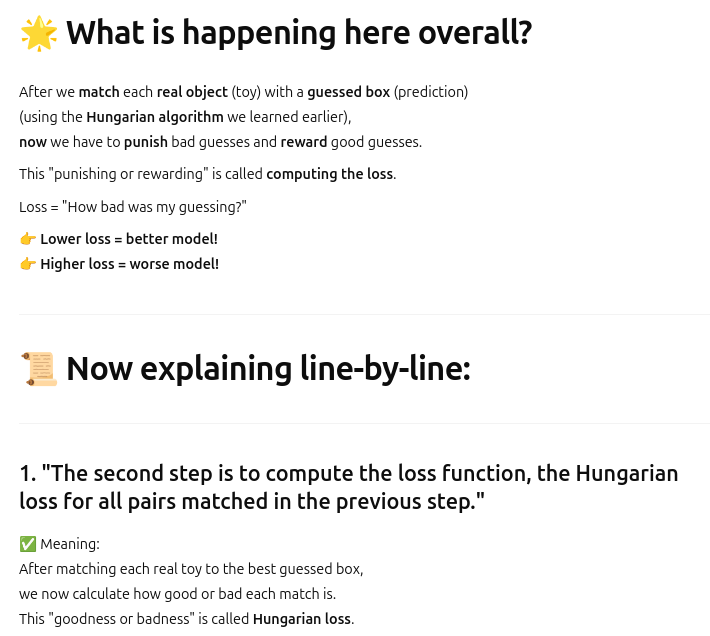 🌟 What is happening here overall?
After we match each real object (toy) with a guessed box (prediction)
(using the Hungarian algorithm we learned earlier),
now we have to punish bad guesses and reward good guesses.
This "punishing or rewarding" is called computing the loss.
Loss = "How bad was my guessing?"
👉 Lower loss = better model!
👉 Higher loss = worse model!
📜 Now explaining line-by-line:
1. "The second step is to compute the loss function, the Hungarian
loss for all pairs matched in the previous step."
✅ Meaning:
After matching each real toy to the best guessed box,
we now calculate how good or bad each match is.
This "goodness or badness" is called Hungarian loss.